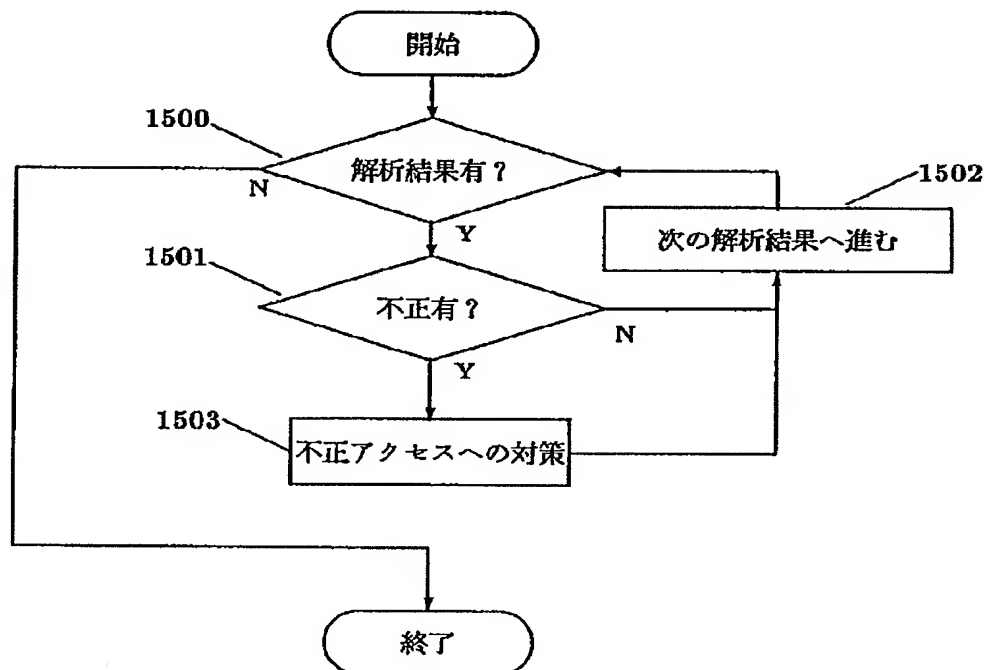 開始
1500
解析結果有？
N
Y
1502
次の解析結果へ進む
1501
不正有？
N
Y
1503
不正アクセスへの対策
終了